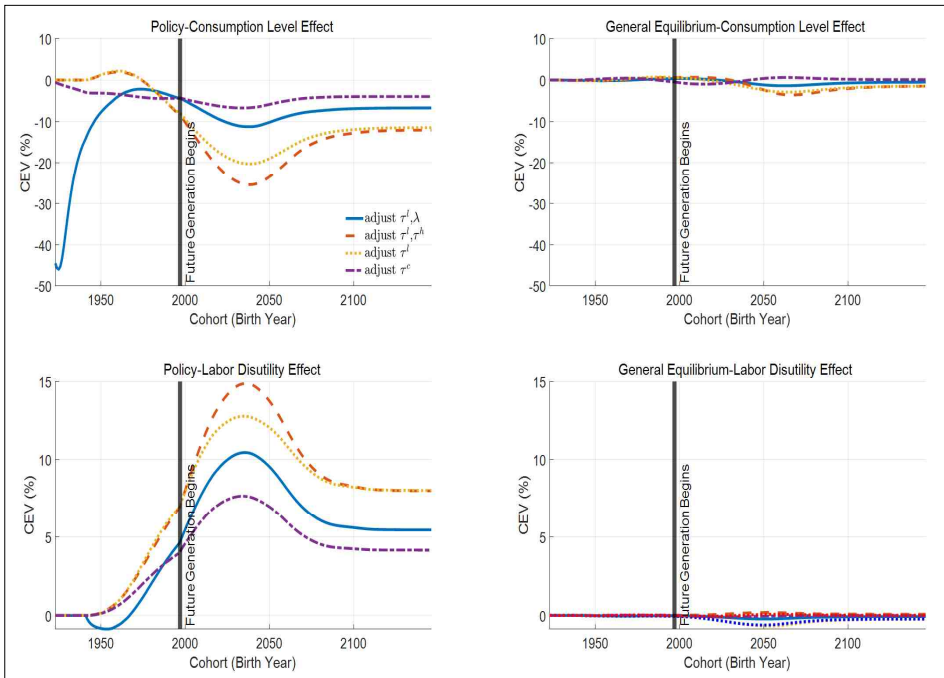 Policy-Consumption Level Effect
10
0
-10
-20
-30
-40
-50
CEV (%)
1950
2000
2050
2100
Cohort (Birth Year)
Future Generation Begins
adjust τ^l,λ
adjust τ^l,τ^h
adjust τ^l
adjust τ^c
General Equilibrium-Consumption Level Effect
10
0
-10
-20
-30
-40
-50
CEV (%)
1950
2000
2050
2100
Cohort (Birth Year)
Future Generation Begins
Policy-Labor Disutility Effect
15
10
5
0
CEV (%)
1950
2000
2050
2100
Cohort (Birth Year)
Future Generation Begins
General Equilibrium-Labor Disutility Effect
15
10
5
0
CEV (%)
1950
2000
2050
2100
Cohort (Birth Year)
Future Generation Begins